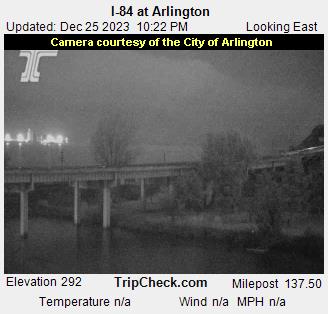 I-84 at Arlington
Updated: Dec 25 2023 10:22 PM Looking East
Camera courtesy of the City of Arlington
Elevation 292 TripCheck.com Milepost 137.50
Temperature n/a Wind n/a MPH n/a